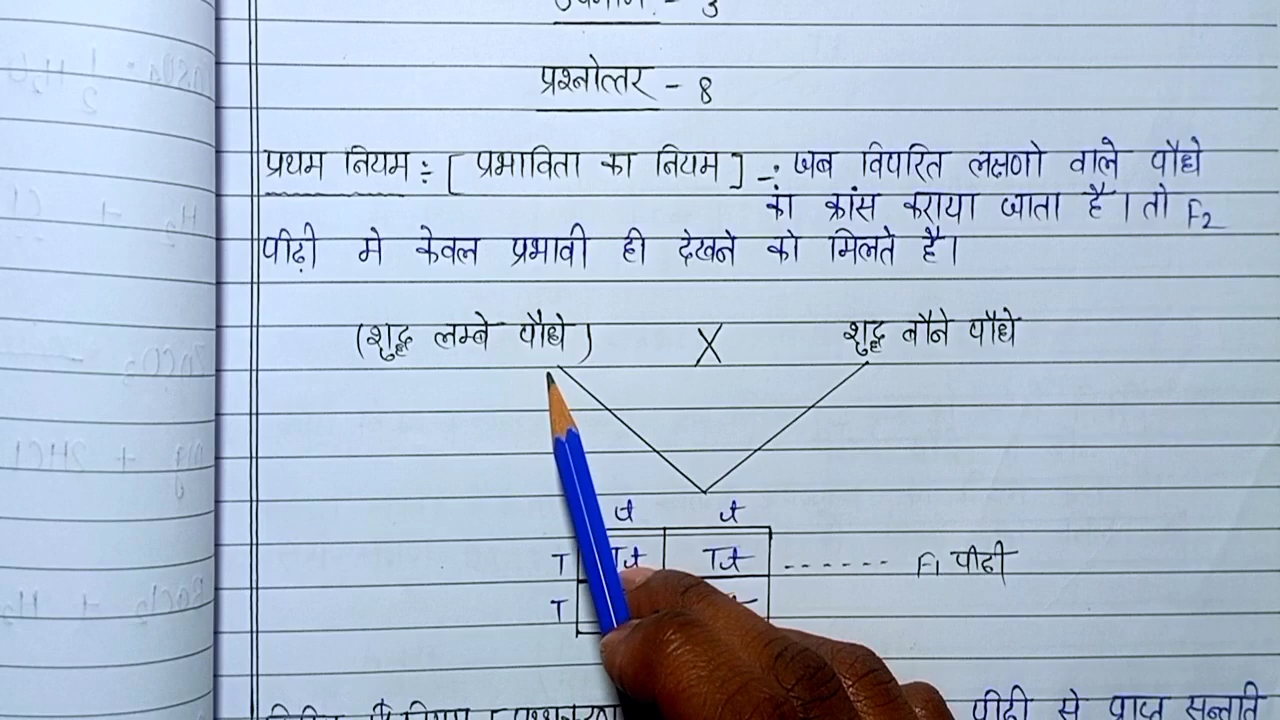 प्रश्नोत्तर - 8
प्रथम नियम ÷ [ प्रभाविता का नियम ] -: जब विपरित लक्षणो वाले पौधे
का क्रांस कराया जाता है । तो F2
पीढ़ी मे केवल प्रभावी ही देखने को मिलते है।
(शुद्ध लम्बे पौधे) X शुद्ध बौने पौधे
t t
T Tt Tt ------ F1 पीढी
T
पीढी से प्राप्त सन्तति